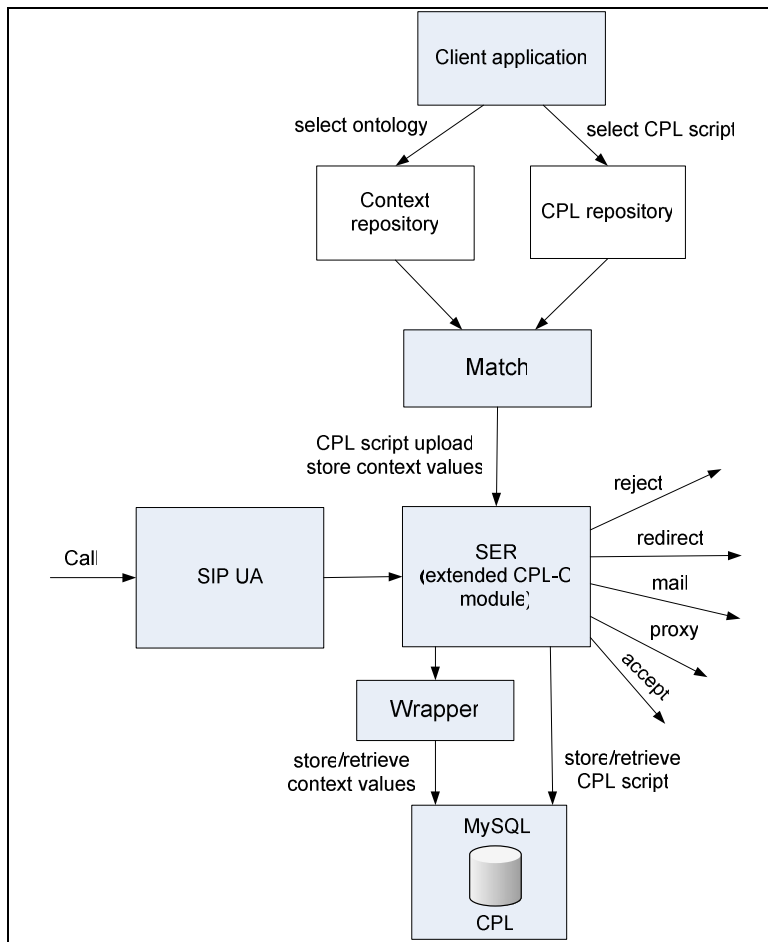 Client application
select ontology
select CPL script
Context
repository
CPL repository
Match
CPL script upload
store context values
reject
redirect
mail
proxy
accept
Call
SIP UA
SER
(extended CPL-C
module)
Wrapper
store/retrieve
context values
store/retrieve
CPL script
MySQL
CPL